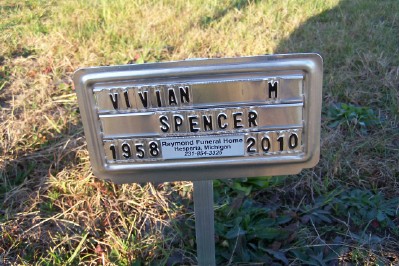 VIVIAN M
SPENCER
1958 Raymond Funeral Home 2010
Hesperia, Michigan